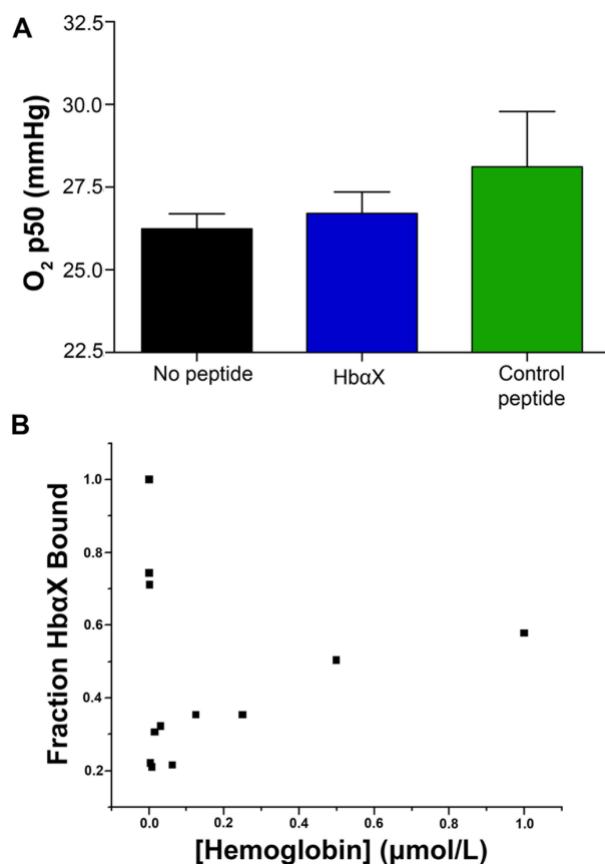 A
O₂ p50 (mmHg)
32.5
30.0
27.5
25.0
22.5
No peptide
HbαX
Control
peptide
B
Fraction HbαX Bound
1.0
0.8
0.6
0.4
0.2
0.0
0.2
0.4
0.6
0.8
1.0
[Hemoglobin] (μmol/L)